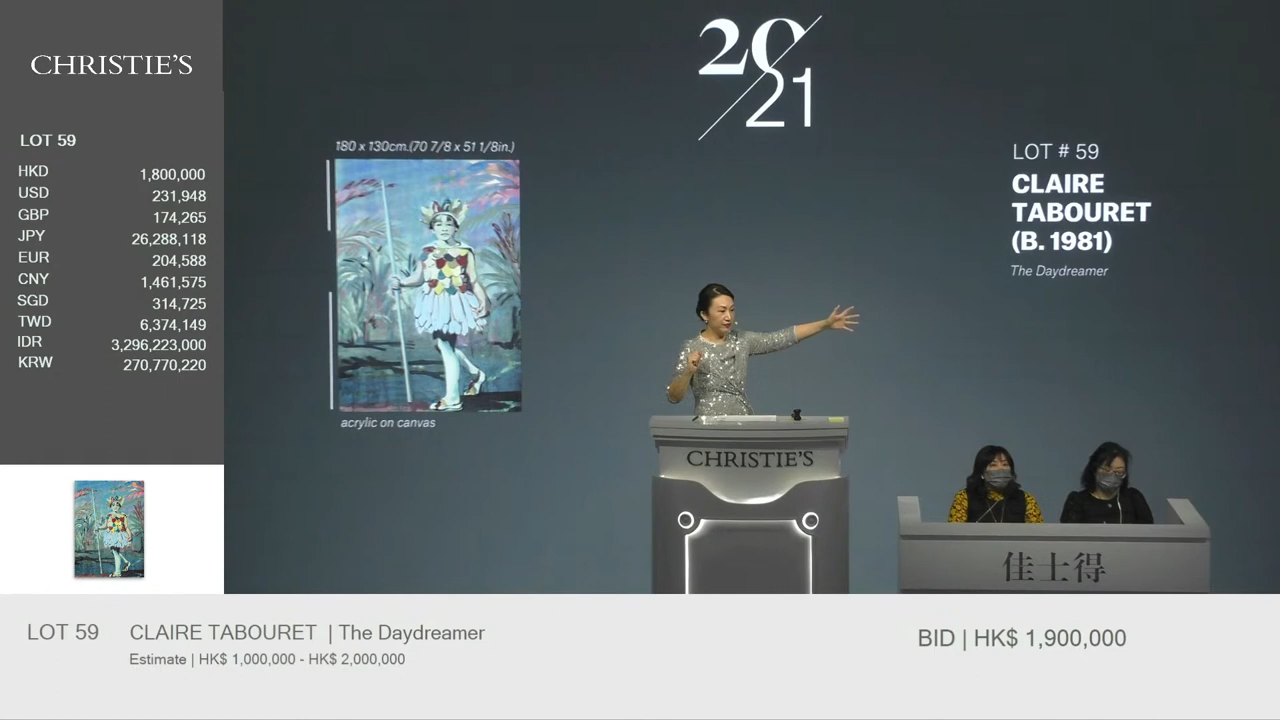 CHRISTIE'S
LOT 59
HKD 1,800,000
USD 231,948
GBP 174,265
JPY 26,288,118
EUR 204,588
CNY 1,461,575
SGD 314,725
TWD 6,374,149
IDR 3,296,223,000
KRW 270,770,220
20/21
180 x 130cm.(70 7/8 x 51 1/8in.)
acrylic on canvas
LOT # 59
CLAIRE
TABOURET
(B. 1981)
The Daydreamer
CHRISTIE'S
佳士得
LOT 59 CLAIRE TABOURET | The Daydreamer
Estimate | HK$ 1,000,000 - HK$ 2,000,000
BID | HK$ 1,900,000